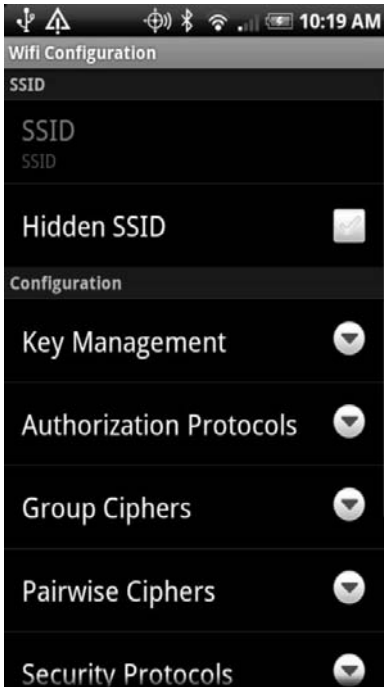 10:19 AM
Wifi Configuration
SSID
SSID
SSID
Hidden SSID
Configuration
Key Management
Authorization Protocols
Group Ciphers
Pairwise Ciphers
Security Protocols